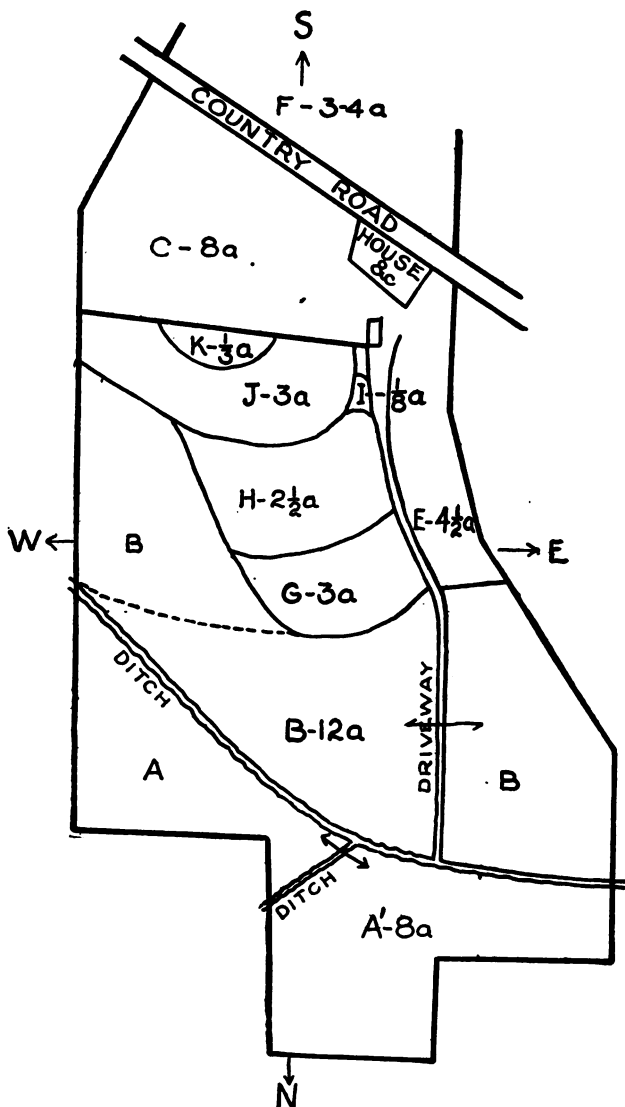 S
F - 3-4a
COUNTRY ROAD
HOUSE
&c
C - 8a
K-⅓a
J-3a
I - ⅛a
H-2½a
E-4½a
W
B
E
G-3a
DITCH
B-12a
DRIVEWAY
A
B
DITCH
A'-8a
N